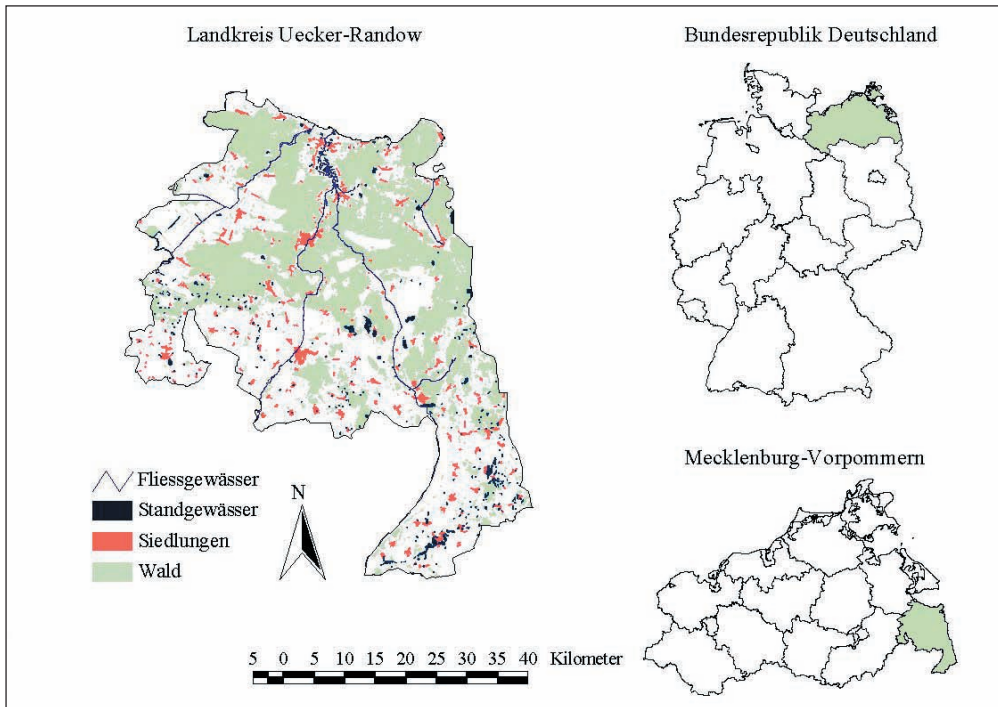 Landkreis Uecker-Randow
Bundesrepublik Deutschland
Mecklenburg-Vorpommern
Fliessgewässer
Standgewässer
Siedlungen
Wald
N
5 0 5 10 15 20 25 30 35 40 Kilometer